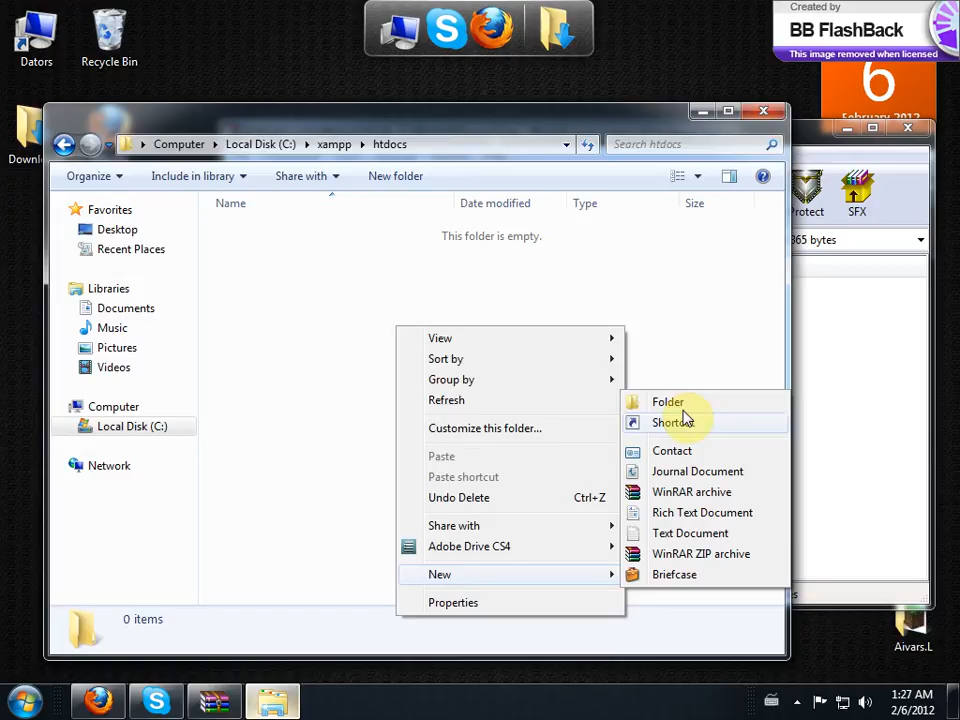 Created by
BB FlashBack
This image removed when licensed
Dators
Recycle Bin
6
February 2012
Downl
Computer
Local Disk (C:)
xampp
htdocs
Search htdocs
Organize
Include in library
Share with
New folder
Protect
SFX
365 bytes
Name
Date modified
Type
Size
This folder is empty.
Favorites
Desktop
Recent Places
Libraries
Documents
Music
Pictures
Videos
Computer
Local Disk (C:)
Network
View
Sort by
Group by
Refresh
Customize this folder...
Paste
Paste shortcut
Undo Delete Ctrl+Z
Share with
Adobe Drive CS4
New
Properties
Folder
Shortcut
Contact
Journal Document
WinRAR archive
Rich Text Document
Text Document
WinRAR ZIP archive
Briefcase
0 items
Aivars.L
1:27 AM
2/6/2012